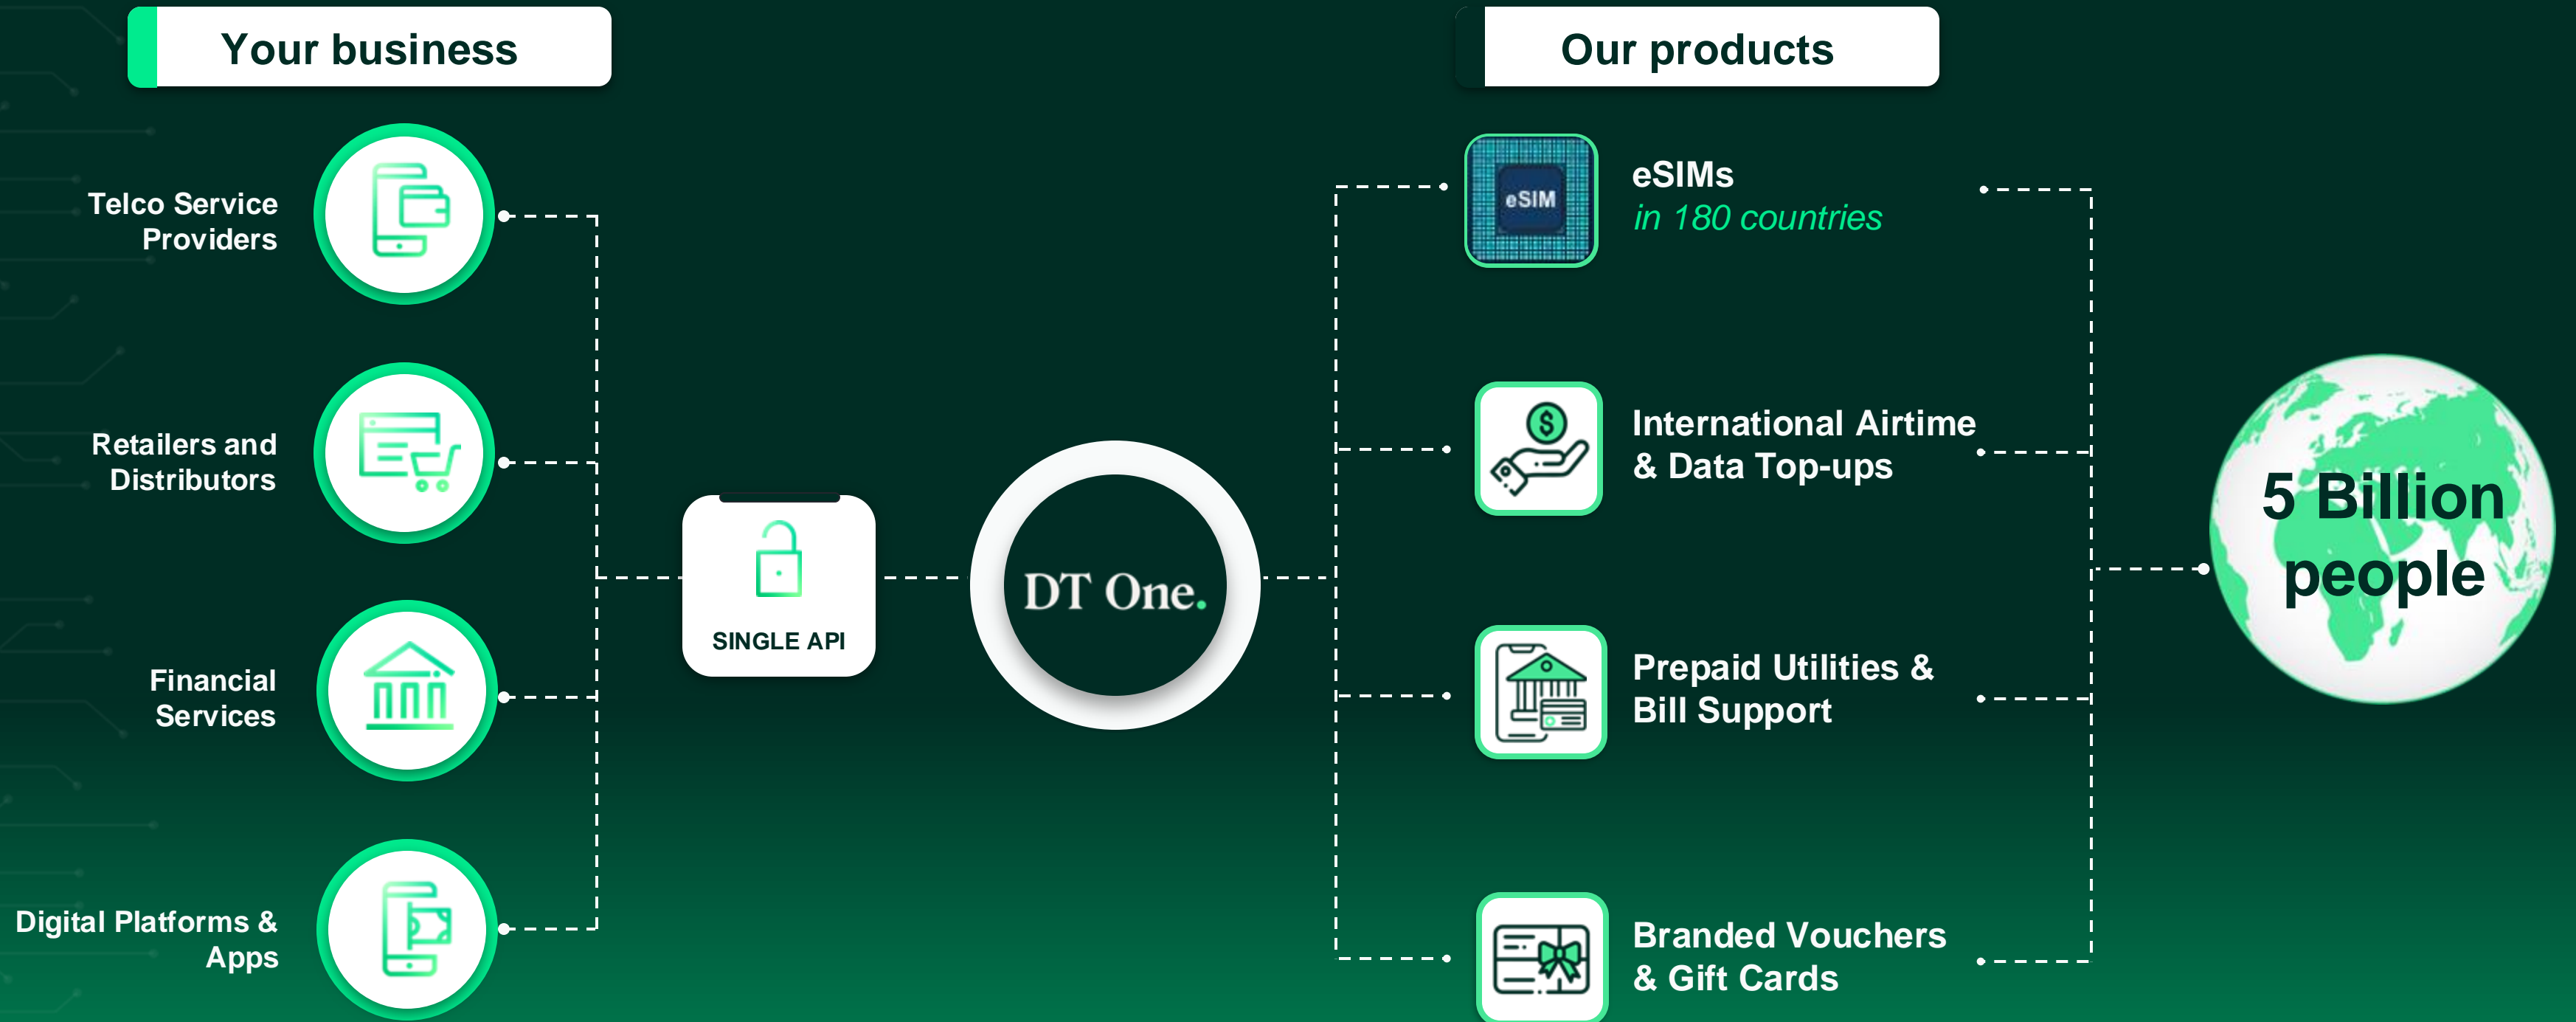 Your business
Telco Service
Providers
Retailers and
Distributors
Financial
Services
Digital Platforms &
Apps
SINGLE API
DT One.
Our products
eSIM
eSIMs
in 180 countries
$
International Airtime
& Data Top-ups
Prepaid Utilities &
Bill Support
Branded Vouchers
& Gift Cards
5 Billion
people